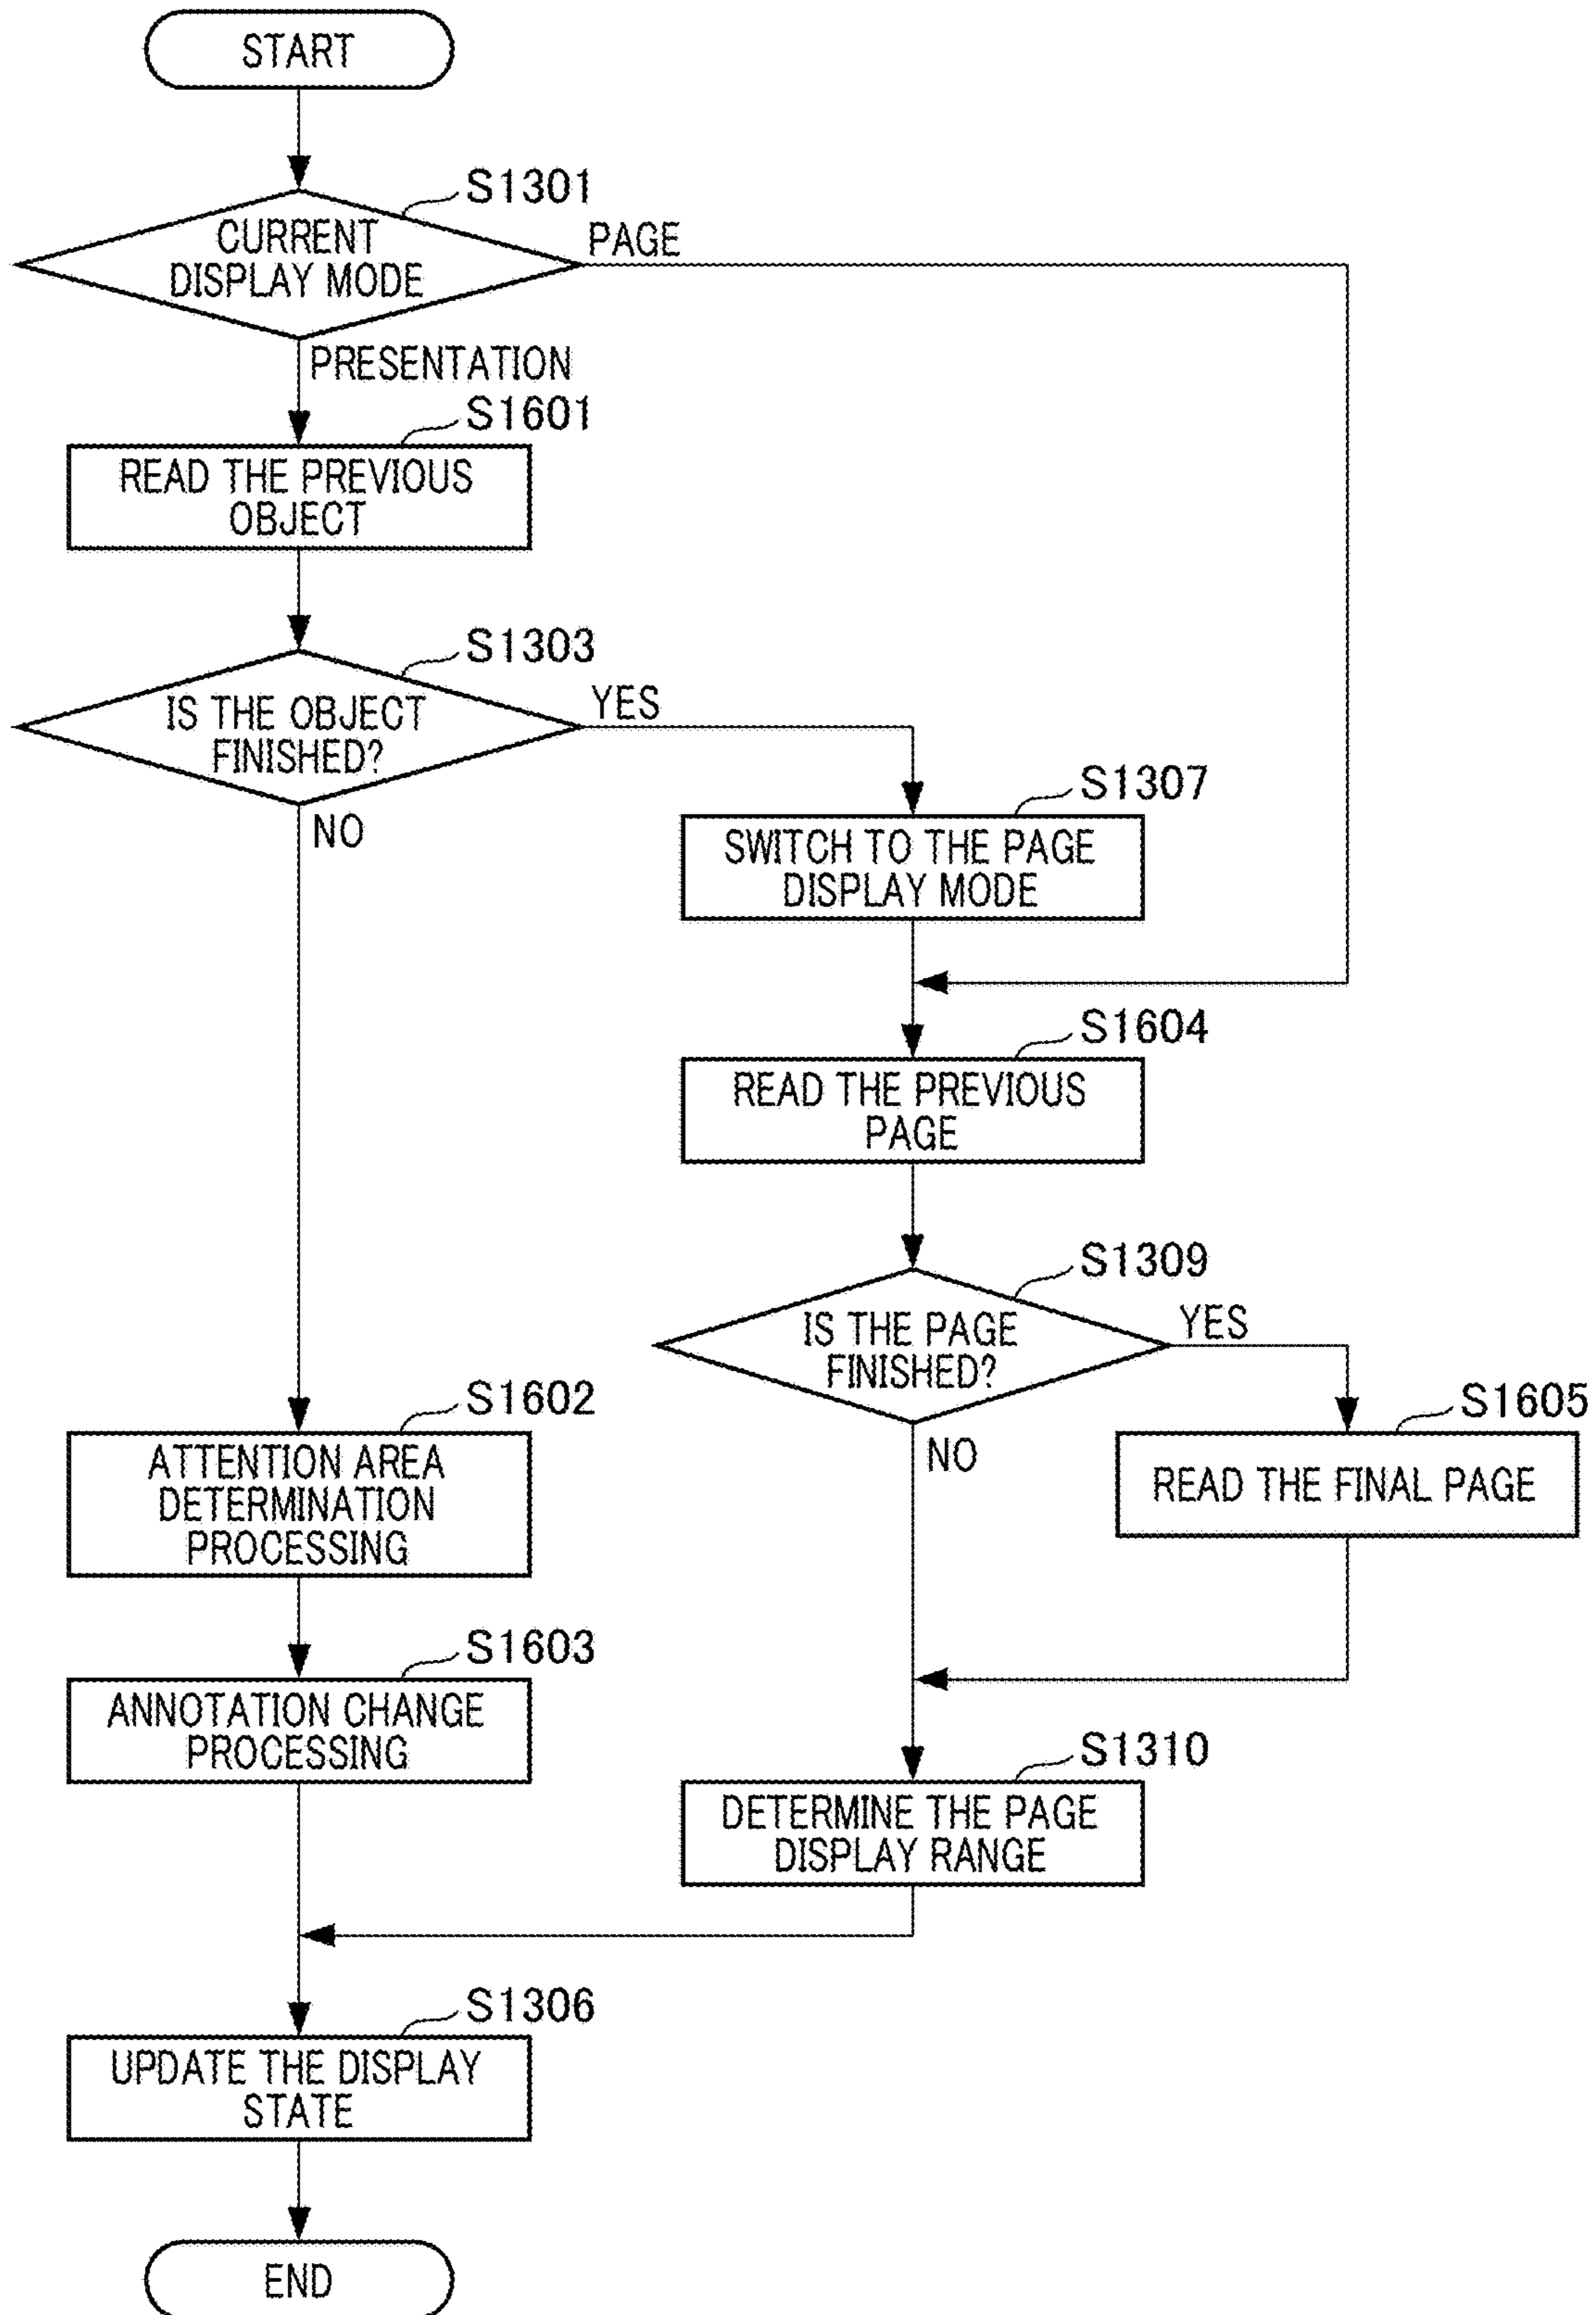 START
S1301
CURRENT
DISPLAY MODE
PAGE
PRESENTATION
S1601
READ THE PREVIOUS
OBJECT
S1303
IS THE OBJECT
FINISHED?
YES
NO
S1307
SWITCH TO THE PAGE
DISPLAY MODE
S1604
READ THE PREVIOUS
PAGE
S1309
IS THE PAGE
FINISHED?
YES
NO
S1605
READ THE FINAL PAGE
S1602
ATTENTION AREA
DETERMINATION
PROCESSING
S1603
ANNOTATION CHANGE
PROCESSING
S1310
DETERMINE THE PAGE
DISPLAY RANGE
S1306
UPDATE THE DISPLAY
STATE
END